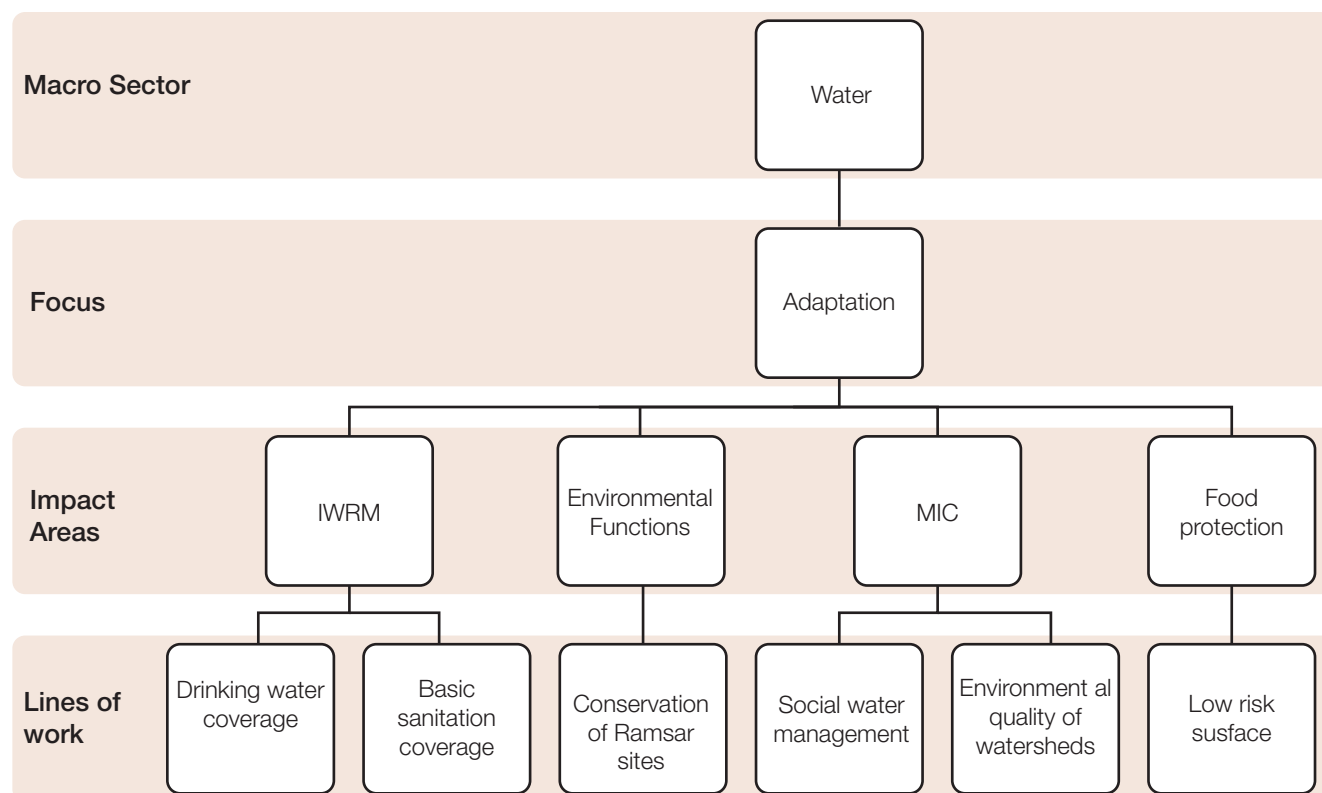 Macro Sector
Water
Focus
Adaptation
Impact
Areas
IWRM
Environmental
Functions
MIC
Food
protection
Lines of
work
Drinking water
coverage
Basic
sanitation
coverage
Conservation
of Ramsar
sites
Social water
management
Environment al
quality of
watersheds
Low risk
susface